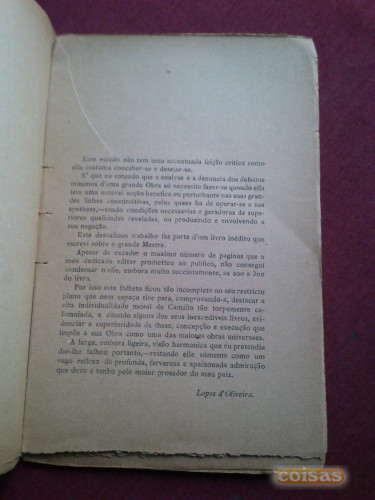 Este estudo não tem uma accentuada feição critica como
ella costuma conceber-se e desejar-se.
E' que eu entendo que a analyse e a denuncia dos defeitos
minimos d'uma grande Obra só necessita fazer-se quando ella
tem uma notavel acção benefica ou perturbante nas suas gran-
des linhas constitutivas, pelas quaes ha de operar-se a sua
synthese,—sendo condições necessarias e geradoras de supe-
riores qualidades reveladas, ou produzindo e envolvendo a
sua negação.
Este desvalioso trabalho faz parte d'um livro inédito que
escrevi sobre o grande Mestre.
Apesar de exceder o maximo numero de paginas que o
meu dedicado editor prometteu ao publico, não consegui
condensar n'elle, embora muito succintamente, as 200 a 300
do livro.
Por isso este folheto ficou tão incompleto no seu restricto
plano que nem espaço tive para, comprovando-a, destacar a
alta individualidade moral de Camillo tão torpemente ca-
lumniada, e citando alguns dos seus inexcediveis livros, evi-
denciar a superioridade de these, concepção e execução que
impõe a sua Obra como uma das maiores obras universaes.
A larga, embora ligeira, visão harmonica que eu pretendia
dar-lhe falhou portanto,—restando elle sómente como um
vago reflexo da profunda, fervorosa e apaixonada admiração
que devo e tenho pelo maior prosador do meu paiz.
Lopes d'Oliveira.
coisas